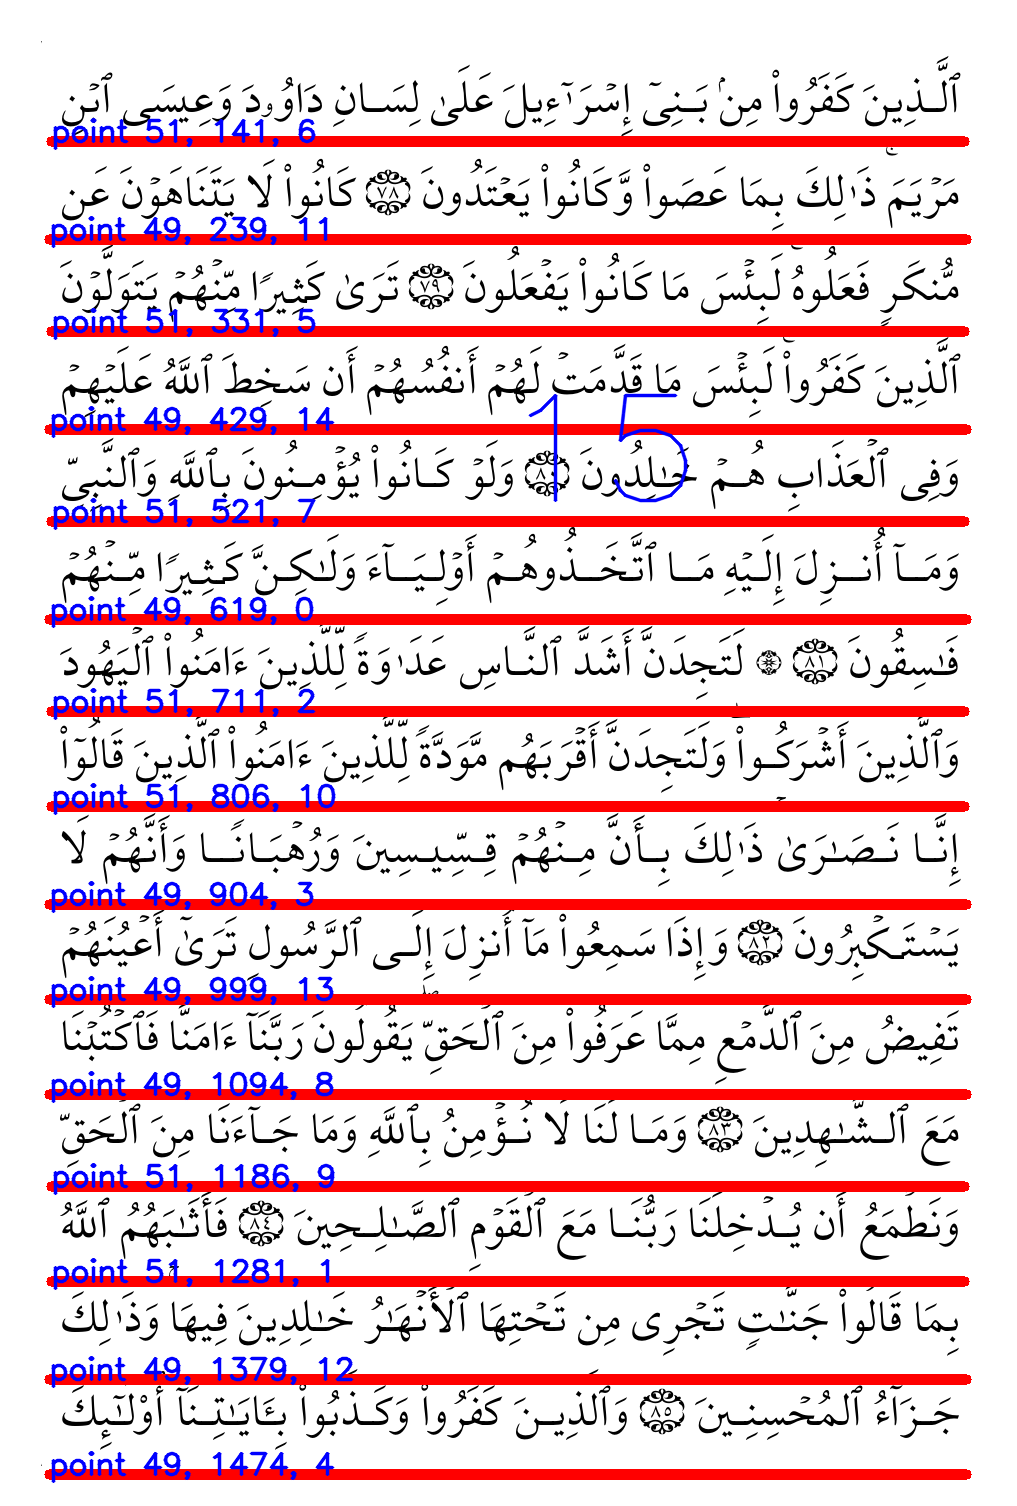 ٱلَّذِينَ كَفَرُوا۟ مِنۢ بَنِىٓ إِسْرَٰٓءِيلَ عَلَىٰ لِسَانِ دَاوُۥدَ وَعِيسَى ٱبْنِ
point 51, 141, 6
مَرْيَمَ ۚ ذَٰلِكَ بِمَا عَصَوا۟ وَّكَانُوا۟ يَعْتَدُونَ ٧٨ كَانُوا۟ لَا يَتَنَاهَوْنَ عَن
point 49, 239, 11
مُّنكَرٍ فَعَلُوهُ ۚ لَبِئْسَ مَا كَانُوا۟ يَفْعَلُونَ ٧٩ تَرَىٰ كَثِيرًا مِّنْهُمْ يَتَوَلَّوْنَ
point 51, 331, 5
ٱلَّذِينَ كَفَرُوا۟ ۚ لَبِئْسَ مَا قَدَّمَتْ لَهُمْ أَنفُسُهُمْ أَن سَخِطَ ٱللَّهُ عَلَيْهِمْ
point 49, 429, 14
15
وَفِى ٱلْعَذَابِ هُمْ خَٰلِدُونَ ٨٠ وَلَوْ كَانُوا۟ يُؤْمِنُونَ بِٱللَّهِ وَٱلنَّبِىِّ
point 51, 521, 7
وَمَآ أُنزِلَ إِلَيْهِ مَا ٱتَّخَذُوهُمْ أَوْلِيَآءَ وَلَٰكِنَّ كَثِيرًا مِّنْهُمْ
point 49, 619, 0
فَٰسِقُونَ ٨١ ۞ لَتَجِدَنَّ أَشَدَّ ٱلنَّاسِ عَدَٰوَةً لِّلَّذِينَ ءَامَنُوا۟ ٱلْيَهُودَ
point 51, 711, 2
وَٱلَّذِينَ أَشْرَكُوا۟ ۖ وَلَتَجِدَنَّ أَقْرَبَهُم مَّوَدَّةً لِّلَّذِينَ ءَامَنُوا۟ ٱلَّذِينَ قَالُوٓا۟
point 51, 806, 10
إِنَّا نَصَٰرَىٰ ۚ ذَٰلِكَ بِأَنَّ مِنْهُمْ قِسِّيسِينَ وَرُهْبَانًا وَأَنَّهُمْ لَا
point 49, 904, 3
يَسْتَكْبِرُونَ ٨٢ وَإِذَا سَمِعُوا۟ مَآ أُنزِلَ إِلَى ٱلرَّسُولِ تَرَىٰٓ أَعْيُنَهُمْ
point 49, 999, 13
تَفِيضُ مِنَ ٱلدَّمْعِ مِمَّا عَرَفُوا۟ مِنَ ٱلْحَقِّ ۖ يَقُولُونَ رَبَّنَآ ءَامَنَّا فَٱكْتُبْنَا
point 49, 1094, 8
مَعَ ٱلشَّٰهِدِينَ ٨٣ وَمَا لَنَا لَا نُؤْمِنُ بِٱللَّهِ وَمَا جَآءَنَا مِنَ ٱلْحَقِّ
point 51, 1186, 9
وَنَطْمَعُ أَن يُدْخِلَنَا رَبُّنَا مَعَ ٱلْقَوْمِ ٱلصَّٰلِحِينَ ٨٤ فَأَثَٰبَهُمُ ٱللَّهُ
point 51, 1281, 1
بِمَا قَالُوا۟ جَنَّٰتٍ تَجْرِى مِن تَحْتِهَا ٱلْأَنْهَٰرُ خَٰلِدِينَ فِيهَا ۚ وَذَٰلِكَ
point 49, 1379, 12
جَزَآءُ ٱلْمُحْسِنِينَ ٨٥ وَٱلَّذِينَ كَفَرُوا۟ وَكَذَّبُوا۟ بِـَٔايَٰتِنَآ أُو۟لَٰٓئِكَ
point 49, 1474, 4